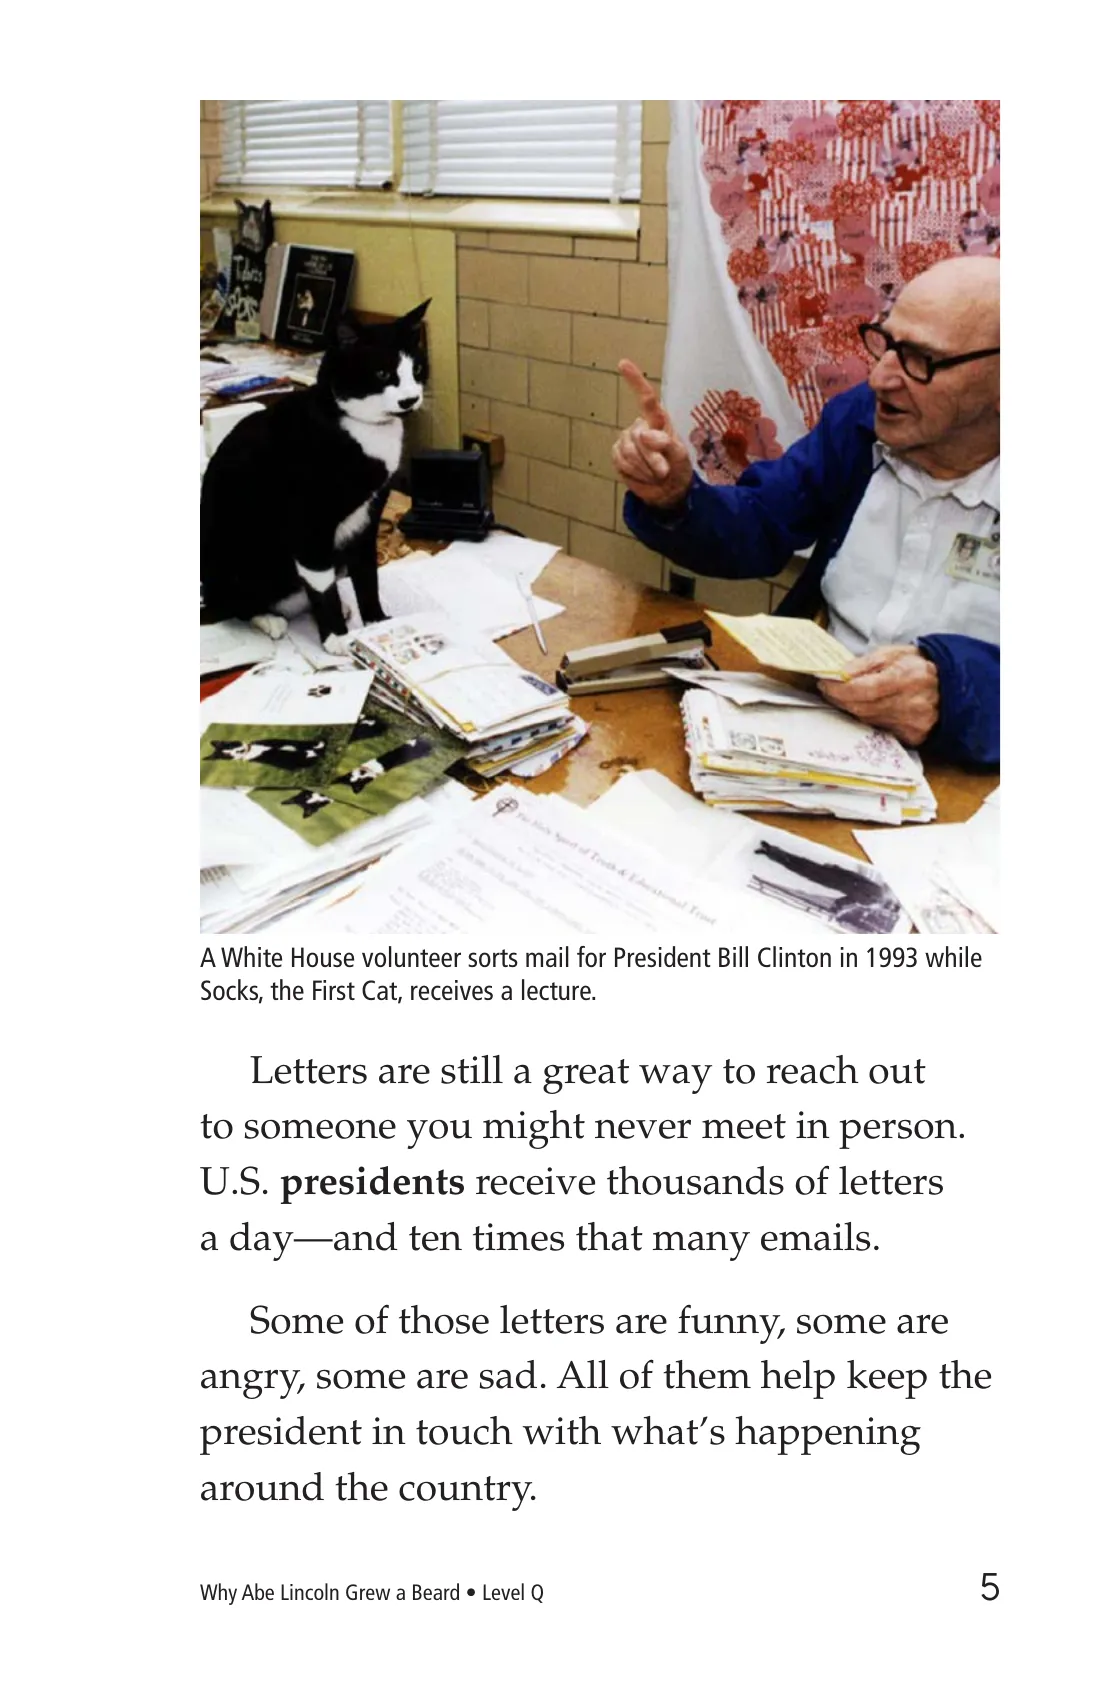 Tabbies
A White House volunteer sorts mail for President Bill Clinton in 1993 while
Socks, the First Cat, receives a lecture.
Letters are still a great way to reach out
to someone you might never meet in person.
U.S. presidents receive thousands of letters
a day—and ten times that many emails.
Some of those letters are funny, some are
angry, some are sad. All of them help keep the
president in touch with what’s happening
around the country.
Why Abe Lincoln Grew a Beard • Level Q
5